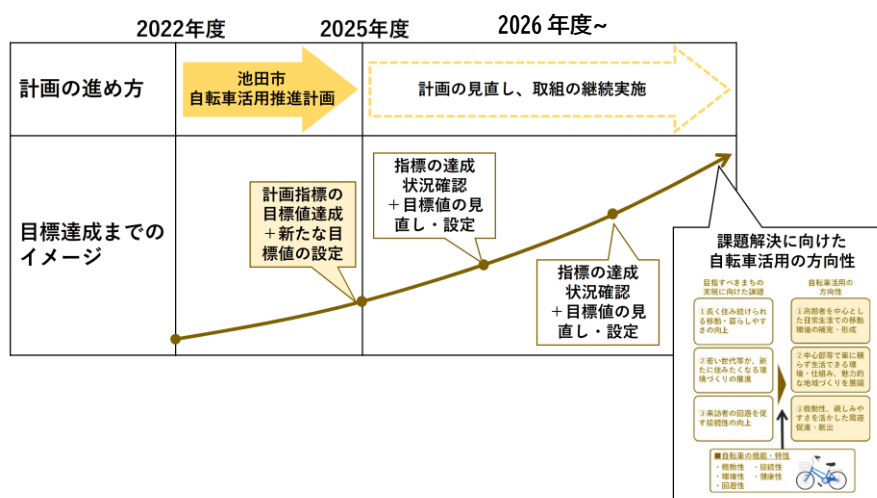 2022年度
2025年度
2026 年度~
計画の進め方
池田市
自転車活用推進計画
計画の見直し、取組の継続実施
目標達成までの
イメージ
計画指標の
目標値達成
＋新たな目
標値の設定
指標の達成
状況確認
＋目標値の見
直し・設定
指標の達成
状況確認
＋目標値の見
直し・設定
課題解決に向けた
自転車活用の方向性
目指すべきまちの
実現に向けた課題
自転車活用の
方向性
①長く住み続けられ
る移動・暮らしやす
さの向上
①高齢者を中心とし
た日常生活での移動
環境の補完・形成
②若い世代等が、新
たに住みたくなる環
境づくりの推進
②中心部等で車に頼
らず生活できる環
境・仕組み、魅力的
な地域づくりを展開
③来訪者の回遊を促
す接続性の向上
③機動性、親しみや
すさを活かした周遊
促進・創出
■自転車の機能・特性
・機動性　・接続性
・環境性　・健康性
・回遊性